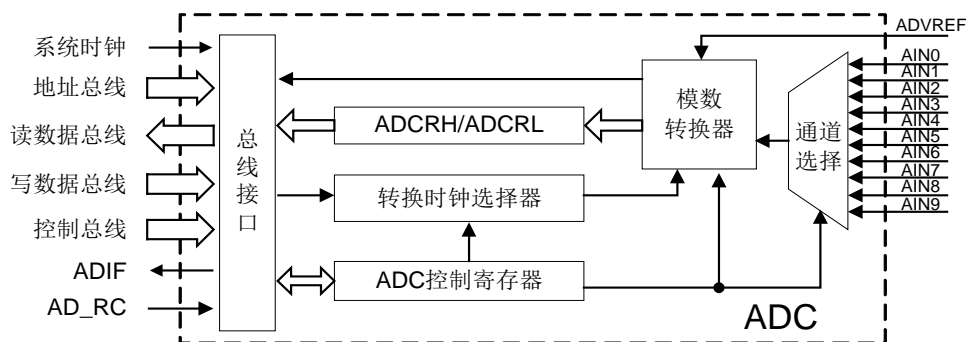 系统时钟
地址总线
读数据总线
写数据总线
控制总线
ADIF
AD_RC
总线接口
ADCRH/ADCRL
转换时钟选择器
ADC控制寄存器
模数
转换器
通道
选择
ADVREF
AIN0
AIN1
AIN2
AIN3
AIN4
AIN5
AIN6
AIN7
AIN8
AIN9
ADC